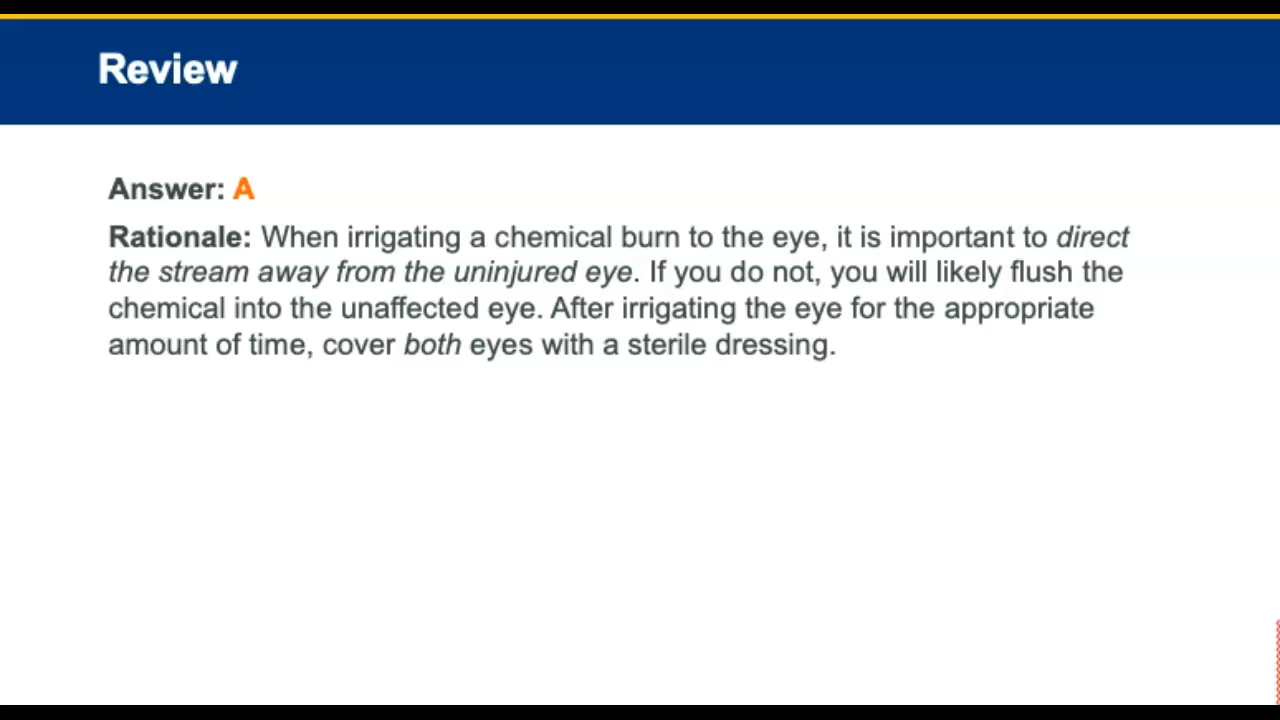 Review
Answer: A
Rationale: When irrigating a chemical burn to the eye, it is important to direct
the stream away from the uninjured eye. If you do not, you will likely flush the
chemical into the unaffected eye. After irrigating the eye for the appropriate
amount of time, cover both eyes with a sterile dressing.